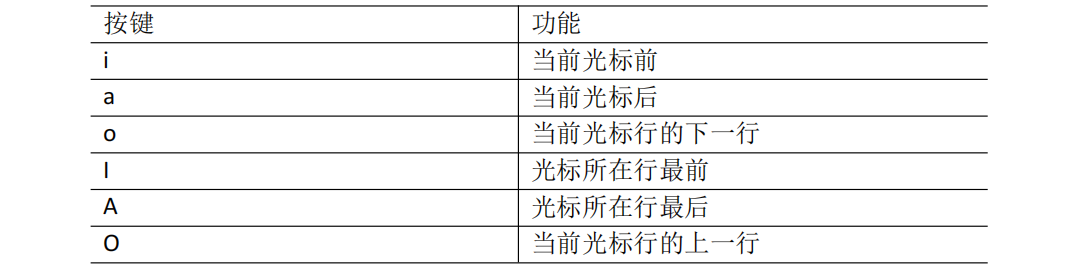 按键 功能
i 当前光标前
a 当前光标后
o 当前光标行的下一行
I 光标所在行最前
A 光标所在行最后
O 当前光标行的上一行